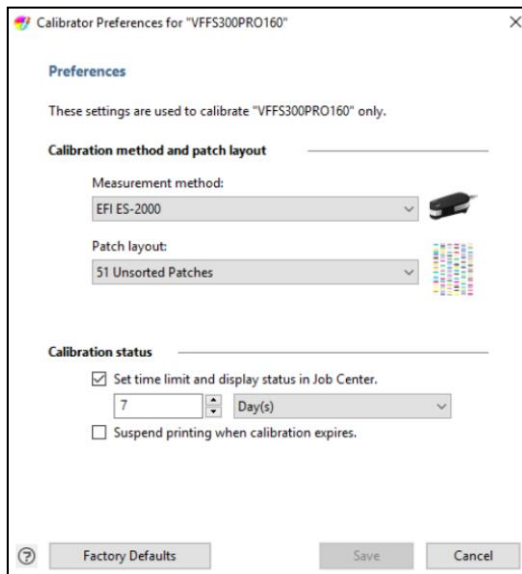 Calibrator Preferences for "VFFS300PRO160"
Preferences
These settings are used to calibrate "VFFS300PRO160" only.
Calibration method and patch layout
Measurement method:
EFI ES-2000
Patch layout:
51 Unsorted Patches
Calibration status
Set time limit and display status in Job Center.
7 Day(s)
Suspend printing when calibration expires.
? Factory Defaults Save Cancel